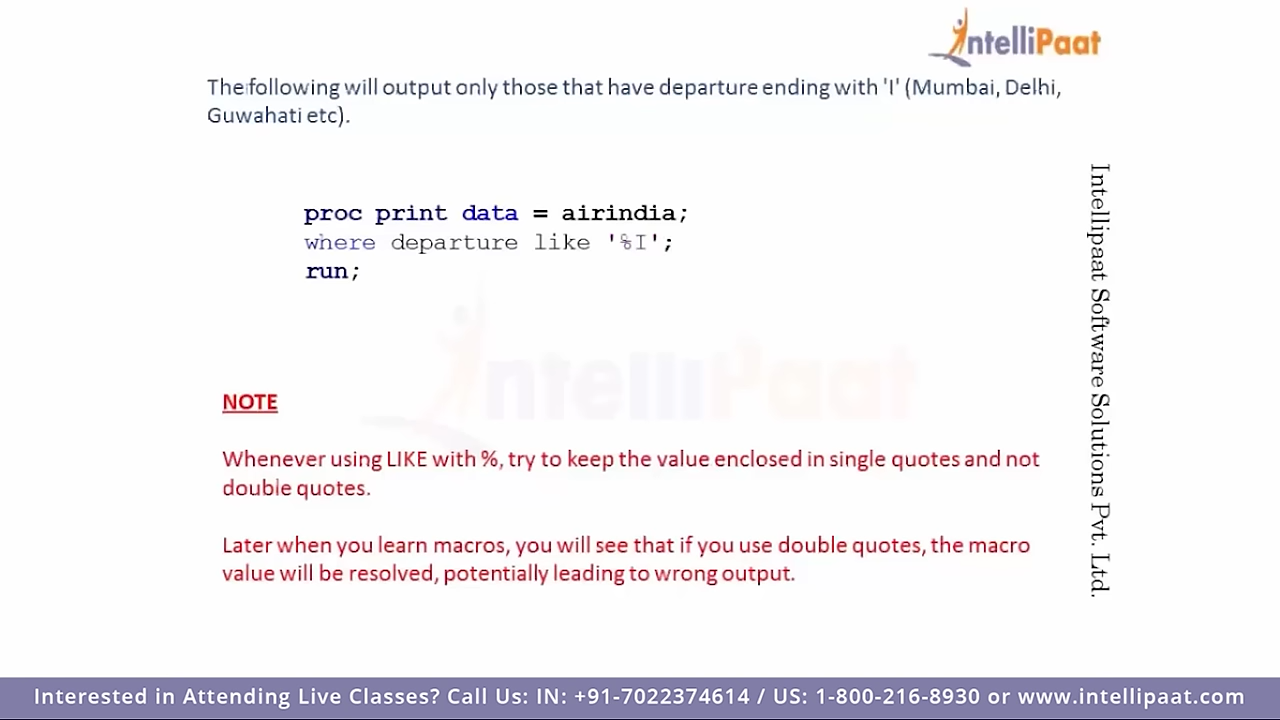 IntelliPaat
The following will output only those that have departure ending with 'I' (Mumbai, Delhi,
Guwahati etc).
proc print data = airindia;
where departure like '%I';
run;
IntelliPaat
NOTE
Whenever using LIKE with %, try to keep the value enclosed in single quotes and not
double quotes.
Later when you learn macros, you will see that if you use double quotes, the macro
value will be resolved, potentially leading to wrong output.
Intellipaat Software Solutions Pvt. Ltd.
Interested in Attending Live Classes? Call Us: IN: +91-7022374614 / US: 1-800-216-8930 or www.intellipaat.com